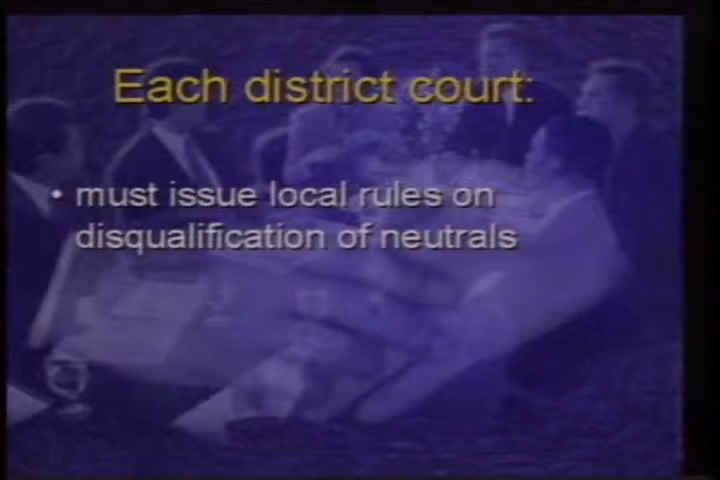 Each district court:
• must issue local rules on
disqualification of neutrals